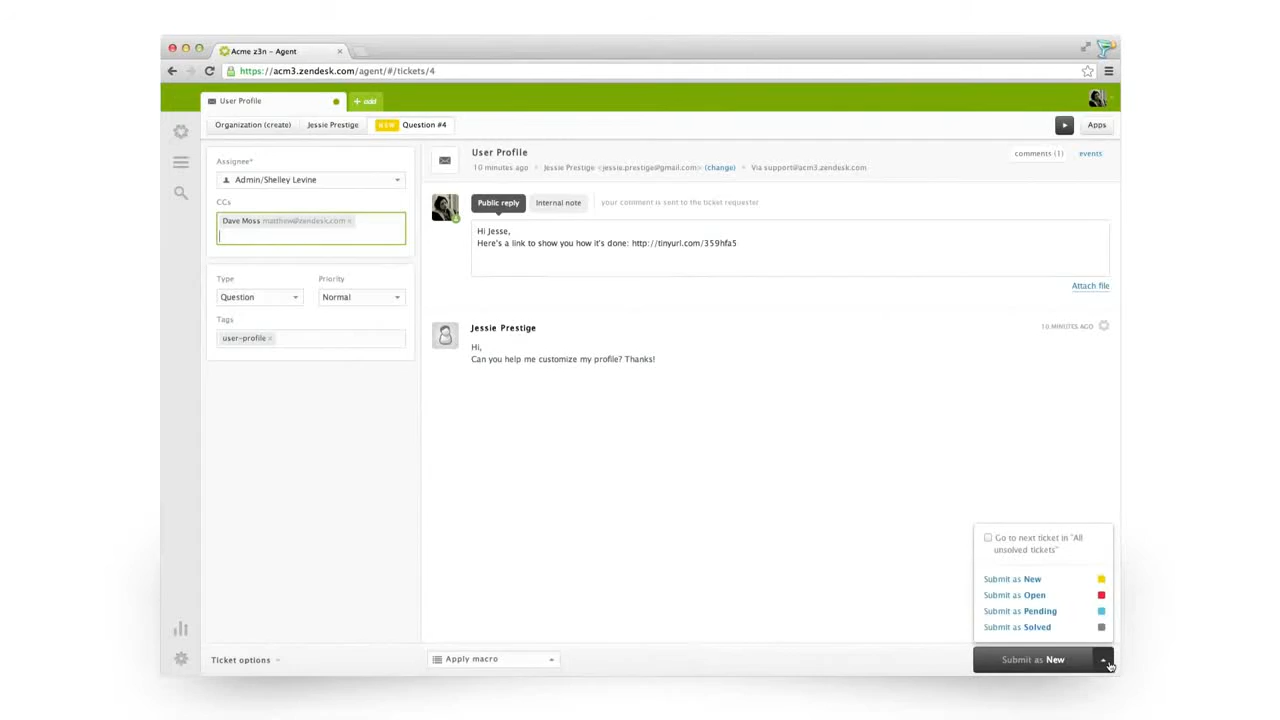 Acme z3n – Agent
https://acm3.zendesk.com/agent/#/tickets/4
User Profile
+ add
Organization (create)
Jessie Prestige
NEW Question #4
Apps
Assignee*
Admin/Shelley Levine
CCs
Dave Moss matthew@zendesk.com ×
Type
Priority
Question
Normal
Tags
user-profile ×
User Profile
comments (1)
events
10 minutes ago
Jessie Prestige <jessie.prestige@gmail.com> (change)
Via support@acm3.zendesk.com
Public reply
Internal note
your comment is sent to the ticket requester
Hi Jesse,
Here's a link to show you how it's done: http://tinyurl.com/359hfa5
Attach file
Jessie Prestige
10 MINUTES AGO
Hi,
Can you help me customize my profile? Thanks!
Go to next ticket in "All
unsolved tickets"
Submit as New
Submit as Open
Submit as Pending
Submit as Solved
Ticket options
Apply macro
Submit as New